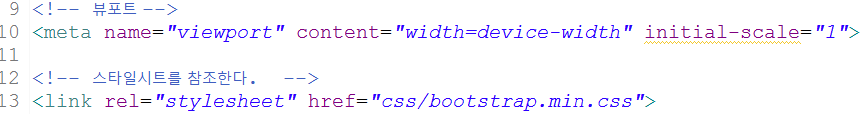 9 <!-- 뷰포트 -->
10 <meta name="viewport" content="width=device-width" initial-scale="1">
11
12 <!-- 스타일시트를 참조한다.  -->
13 <link rel="stylesheet" href="css/bootstrap.min.css">